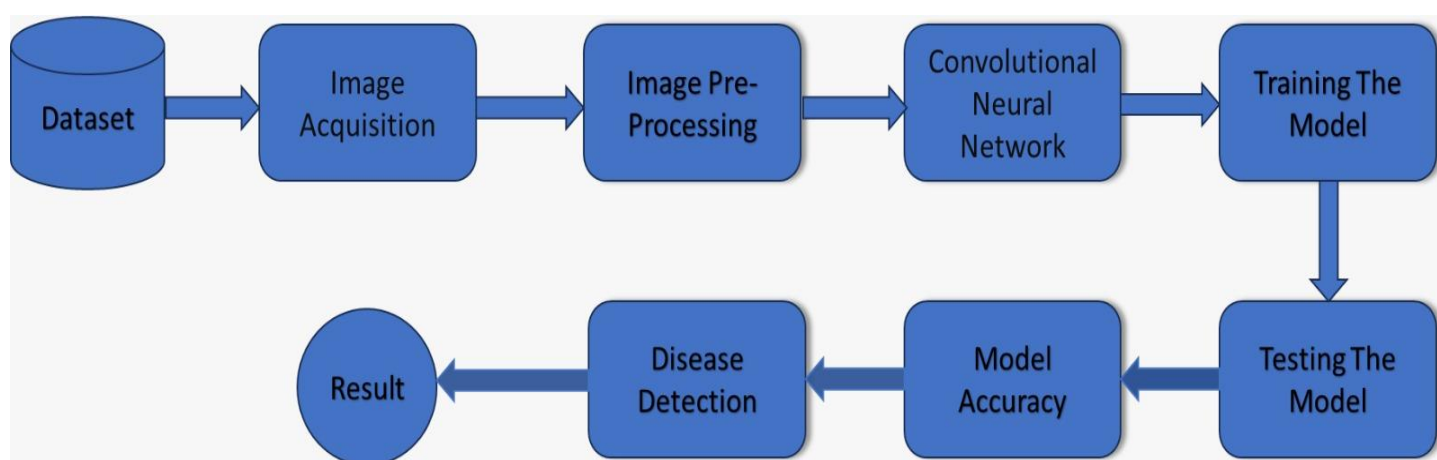 Dataset
Image
Acquisition
Image Pre-
Processing
Convolutional
Neural
Network
Training The
Model
Testing The
Model
Model
Accuracy
Disease
Detection
Result